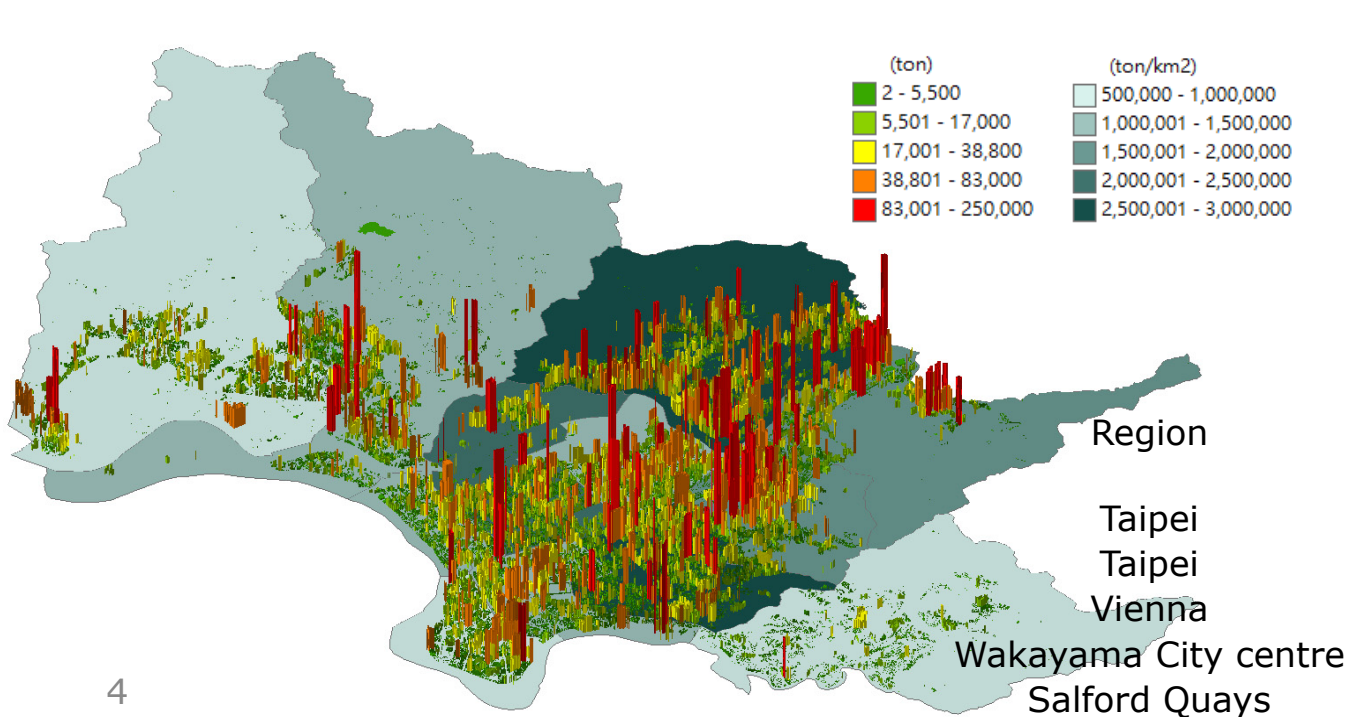 (ton)
2 - 5,500
5,501 - 17,000
17,001 - 38,800
38,801 - 83,000
83,001 - 250,000
(ton/km2)
500,000 - 1,000,000
1,000,001 - 1,500,000
1,500,001 - 2,000,000
2,000,001 - 2,500,000
2,500,001 - 3,000,000
Region
Taipei
Taipei
Vienna
Wakayama City centre
Salford Quays
4